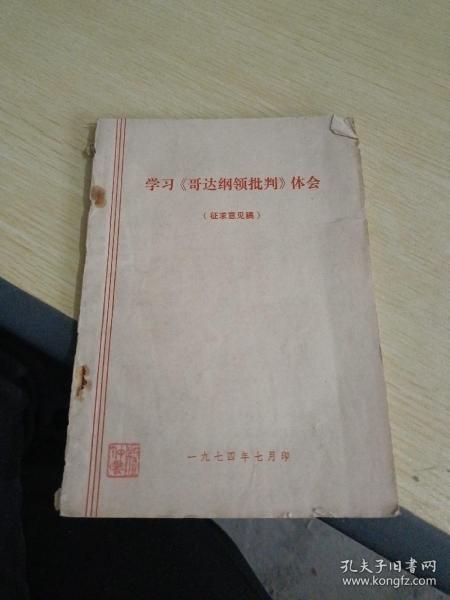 学习《哥达纲领批判》体会
（征求意见稿）
一九七四年七月印
孔夫子旧书网
www.kongfz.com